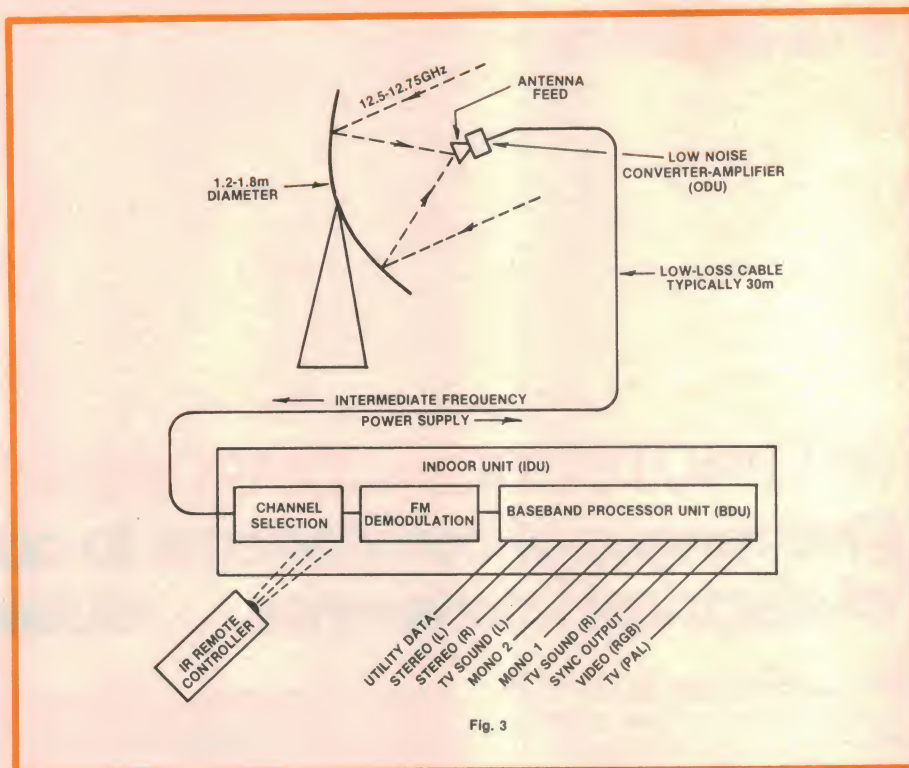 12.5-12.75GHz
ANTENNA
FEED
1.2-1.8m
DIAMETER
LOW NOISE
CONVERTER-AMPLIFIER
(ODU)
LOW-LOSS CABLE
TYPICALLY 30m
INTERMEDIATE FREQUENCY
POWER SUPPLY
INDOOR UNIT (IDU)
CHANNEL
SELECTION
FM
DEMODULATION
BASEBAND PROCESSOR UNIT (BDU)
IR REMOTE
CONTROLLER
UTILITY DATA
STEREO (L)
STEREO (R)
TV SOUND (L)
MONO 2
MONO 1
TV SOUND (R)
SYNC OUTPUT
VIDEO (RGB)
TV (PAL)
Fig. 3